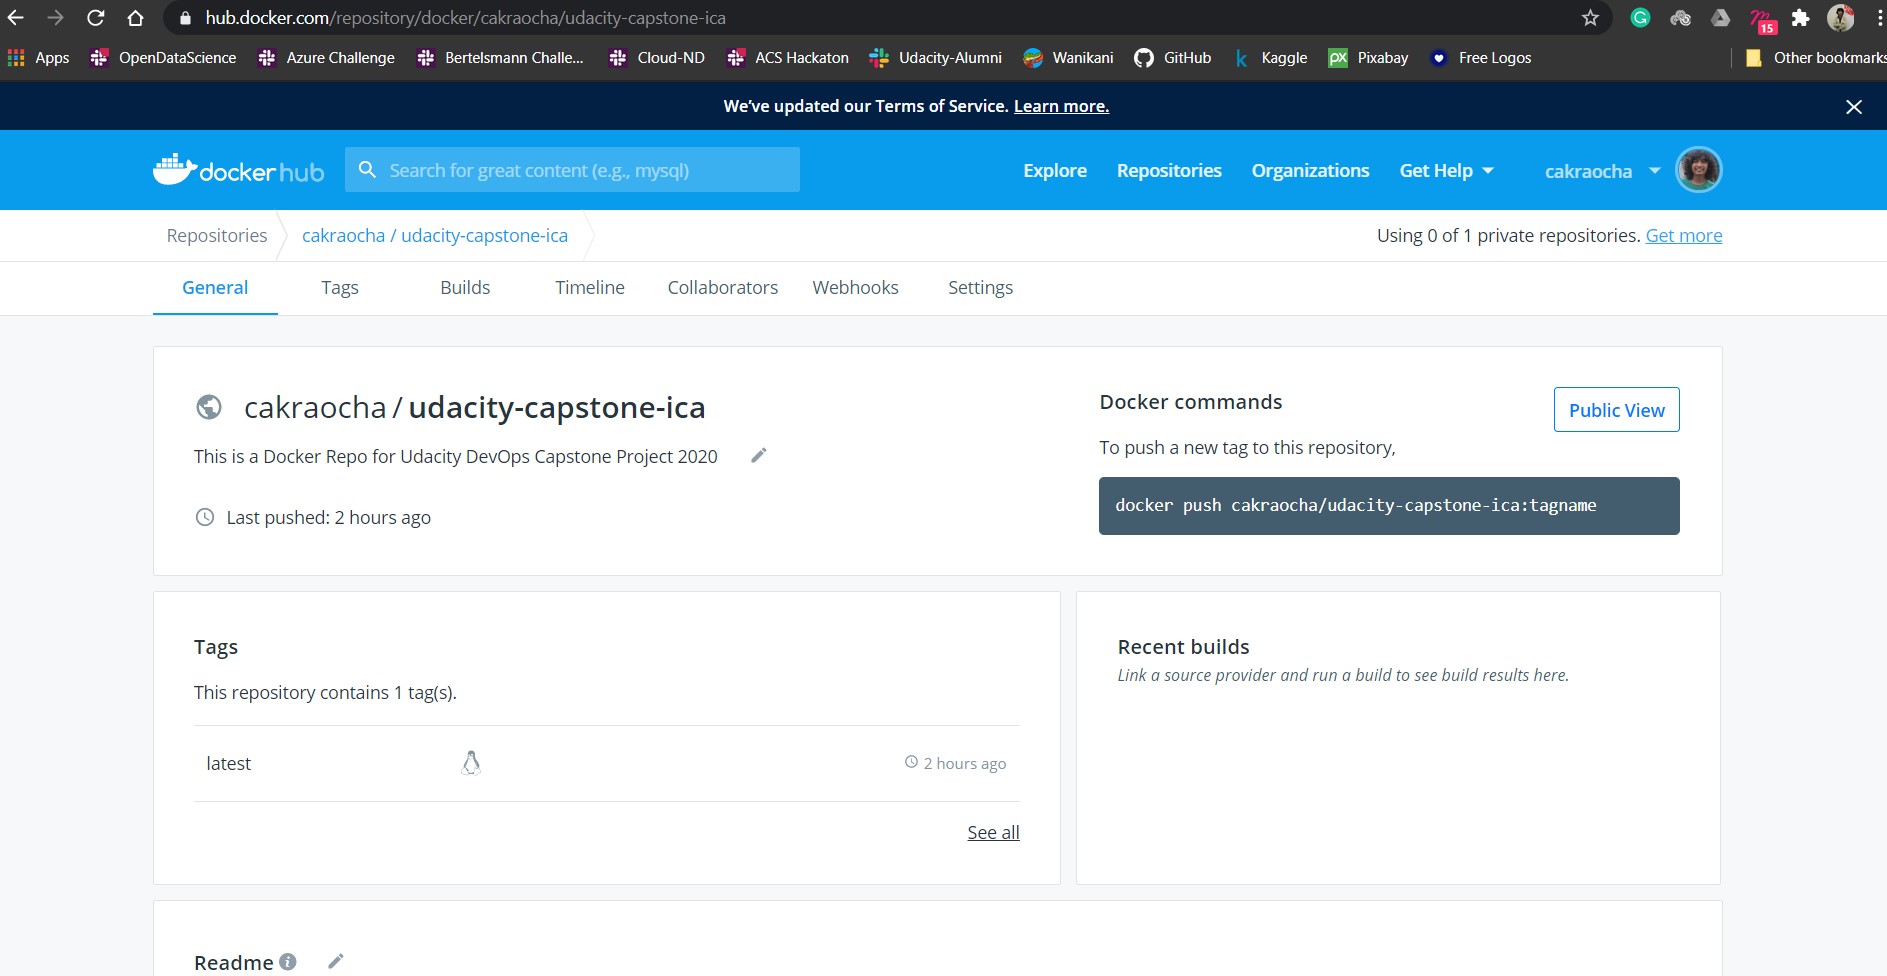 hub.docker.com/repository/docker/cakraocha/udacity-capstone-ica
15
Apps OpenDataScience Azure Challenge Bertelsmann Challe... Cloud-ND ACS Hackaton Udacity-Alumni Wanikani GitHub Kaggle Pixabay Free Logos Other bookmarks
We've updated our Terms of Service. Learn more.
dockerhub Search for great content (e.g., mysql) Explore Repositories Organizations Get Help cakraocha
Repositories cakraocha / udacity-capstone-ica Using 0 of 1 private repositories. Get more
General Tags Builds Timeline Collaborators Webhooks Settings
cakraocha / udacity-capstone-ica
This is a Docker Repo for Udacity DevOps Capstone Project 2020
Last pushed: 2 hours ago
Docker commands
Public View
To push a new tag to this repository,
docker push cakraocha/udacity-capstone-ica:tagname
Tags
This repository contains 1 tag(s).
latest 2 hours ago
See all
Recent builds
Link a source provider and run a build to see build results here.
Readme